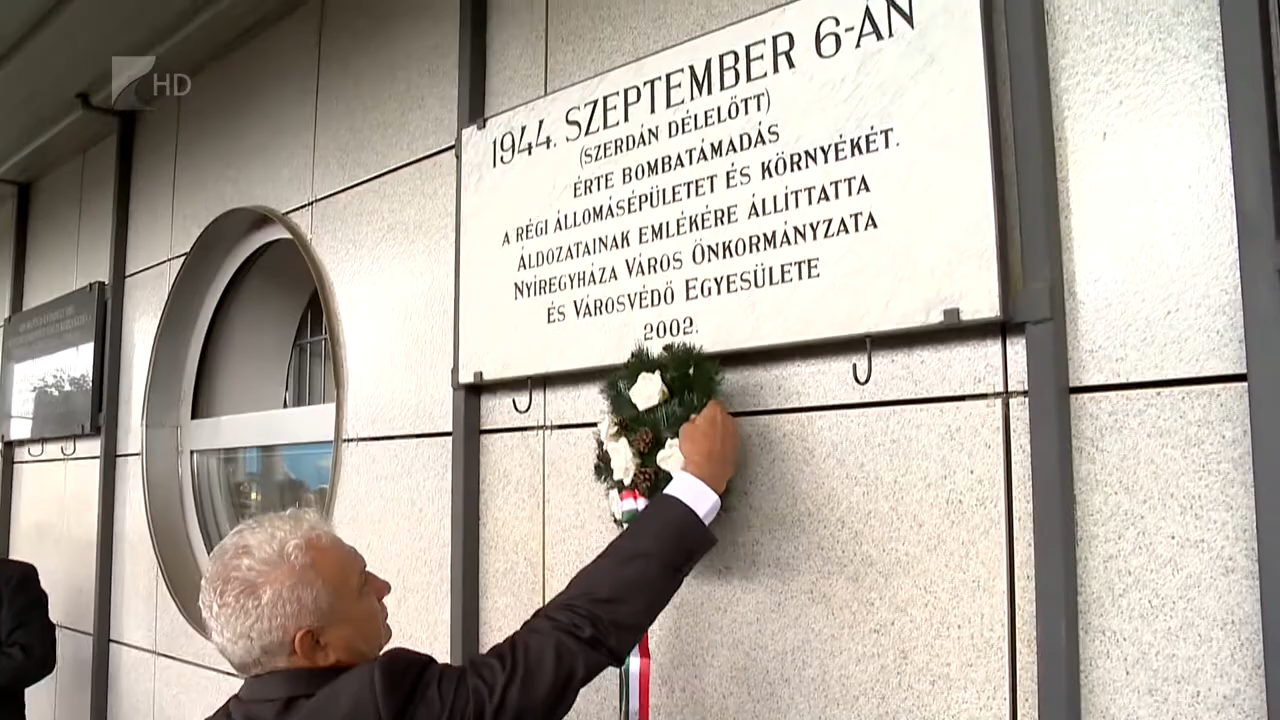 HD
1944. SZEPTEMBER 6-ÁN
(SZERDÁN DÉLELŐTT)
ÉRTE BOMBATÁMADÁS
A RÉGI ÁLLOMÁSÉPÜLETET ÉS KÖRNYÉKÉT.
ÁLDOZATAINAK EMLÉKÉRE ÁLLÍTTATTA
NYÍREGYHÁZA VÁROS ÖNKORMÁNYZATA
ÉS VÁROSVÉDŐ EGYESÜLETE
2002.